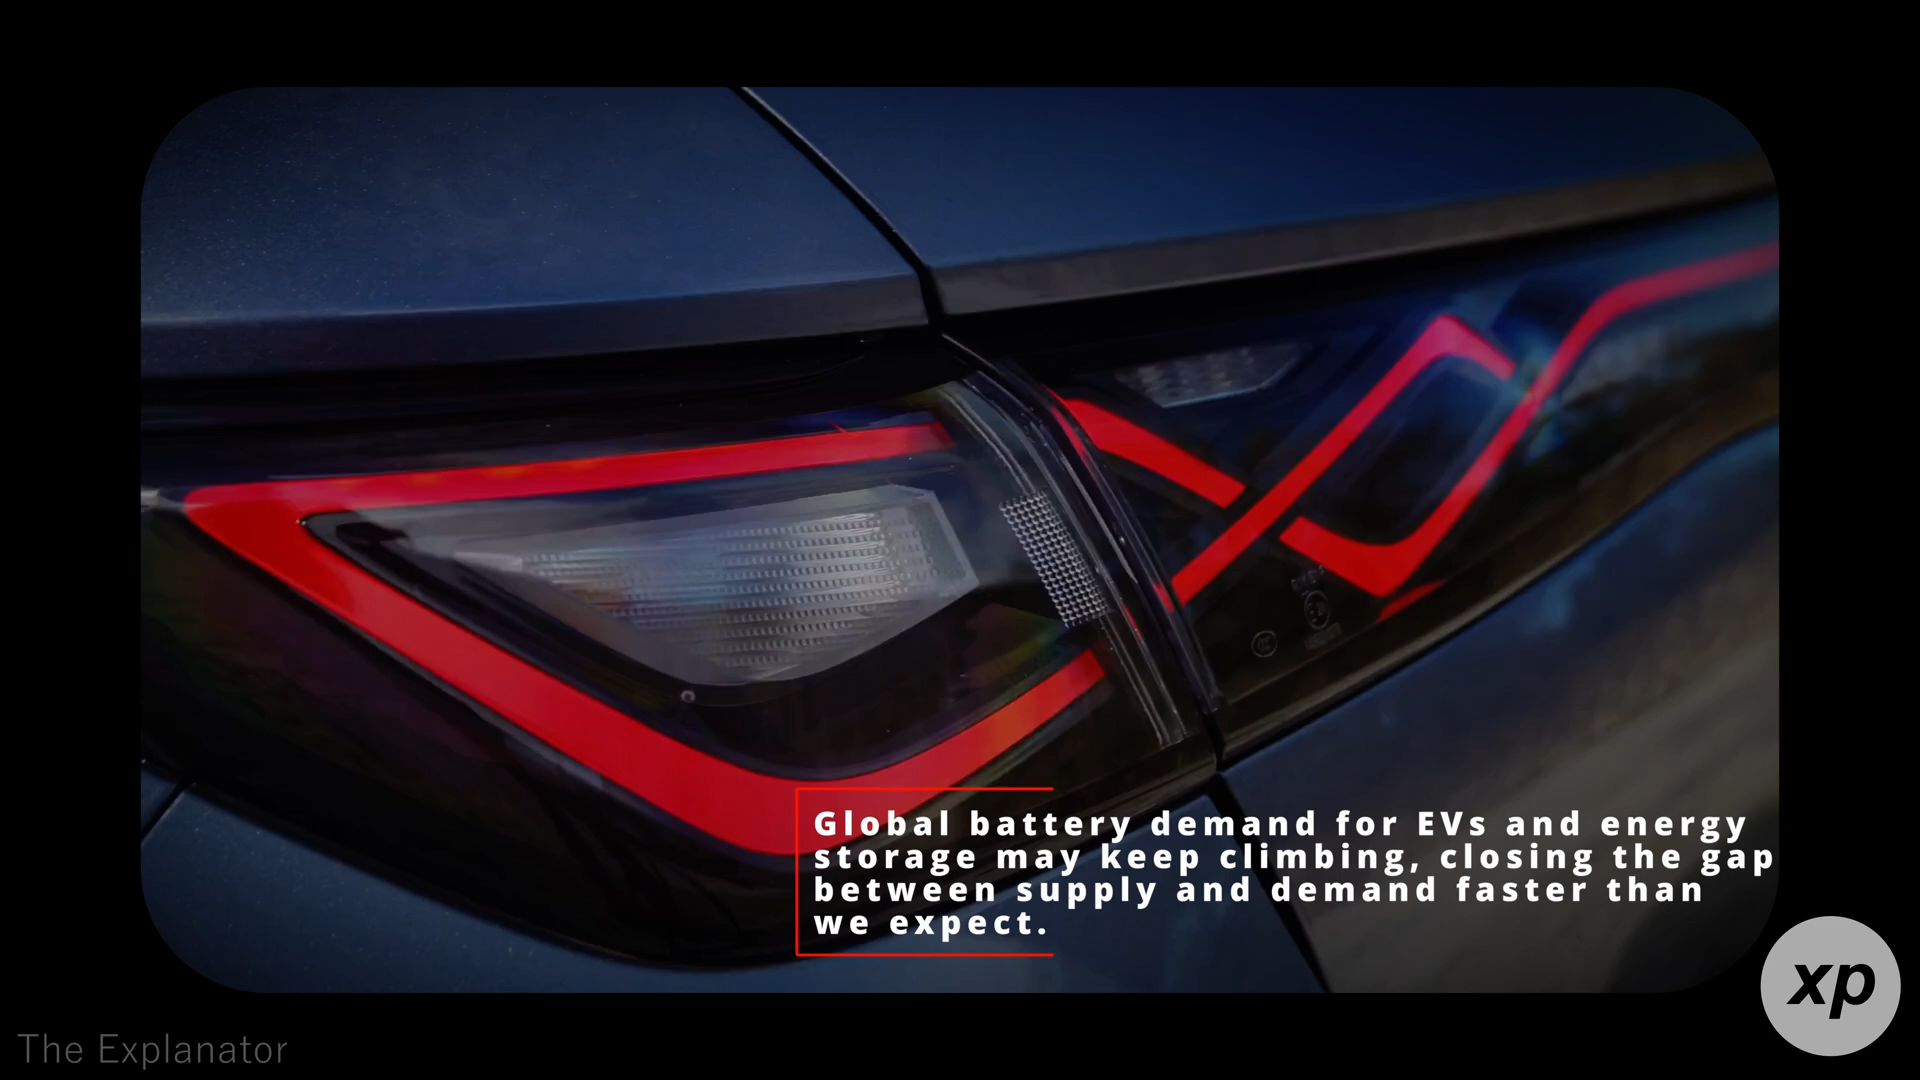 Global battery demand for EVs and energy
storage may keep climbing, closing the gap
between supply and demand faster than
we expect.
xp
The Explanator